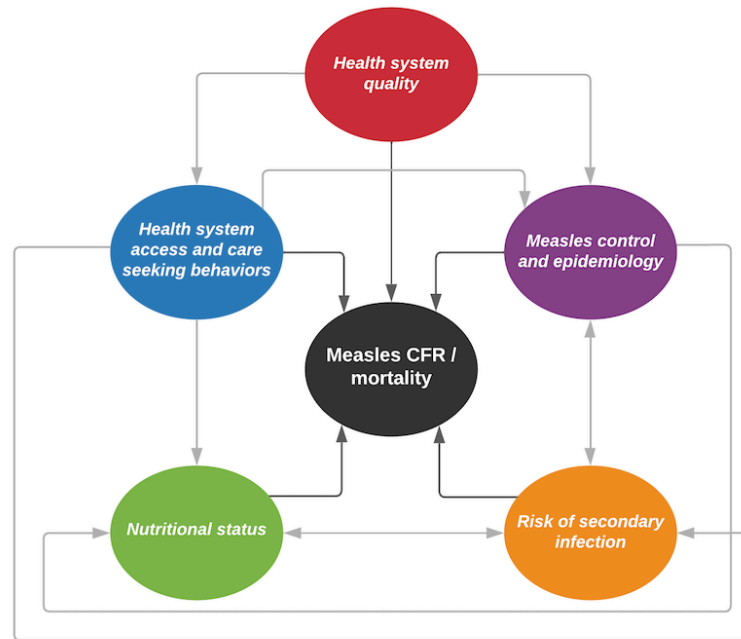 Health system
quality
Health system
access and care
seeking behaviors
Measles control
and epidemiology
Measles CFR /
mortality
Nutritional status
Risk of secondary
infection